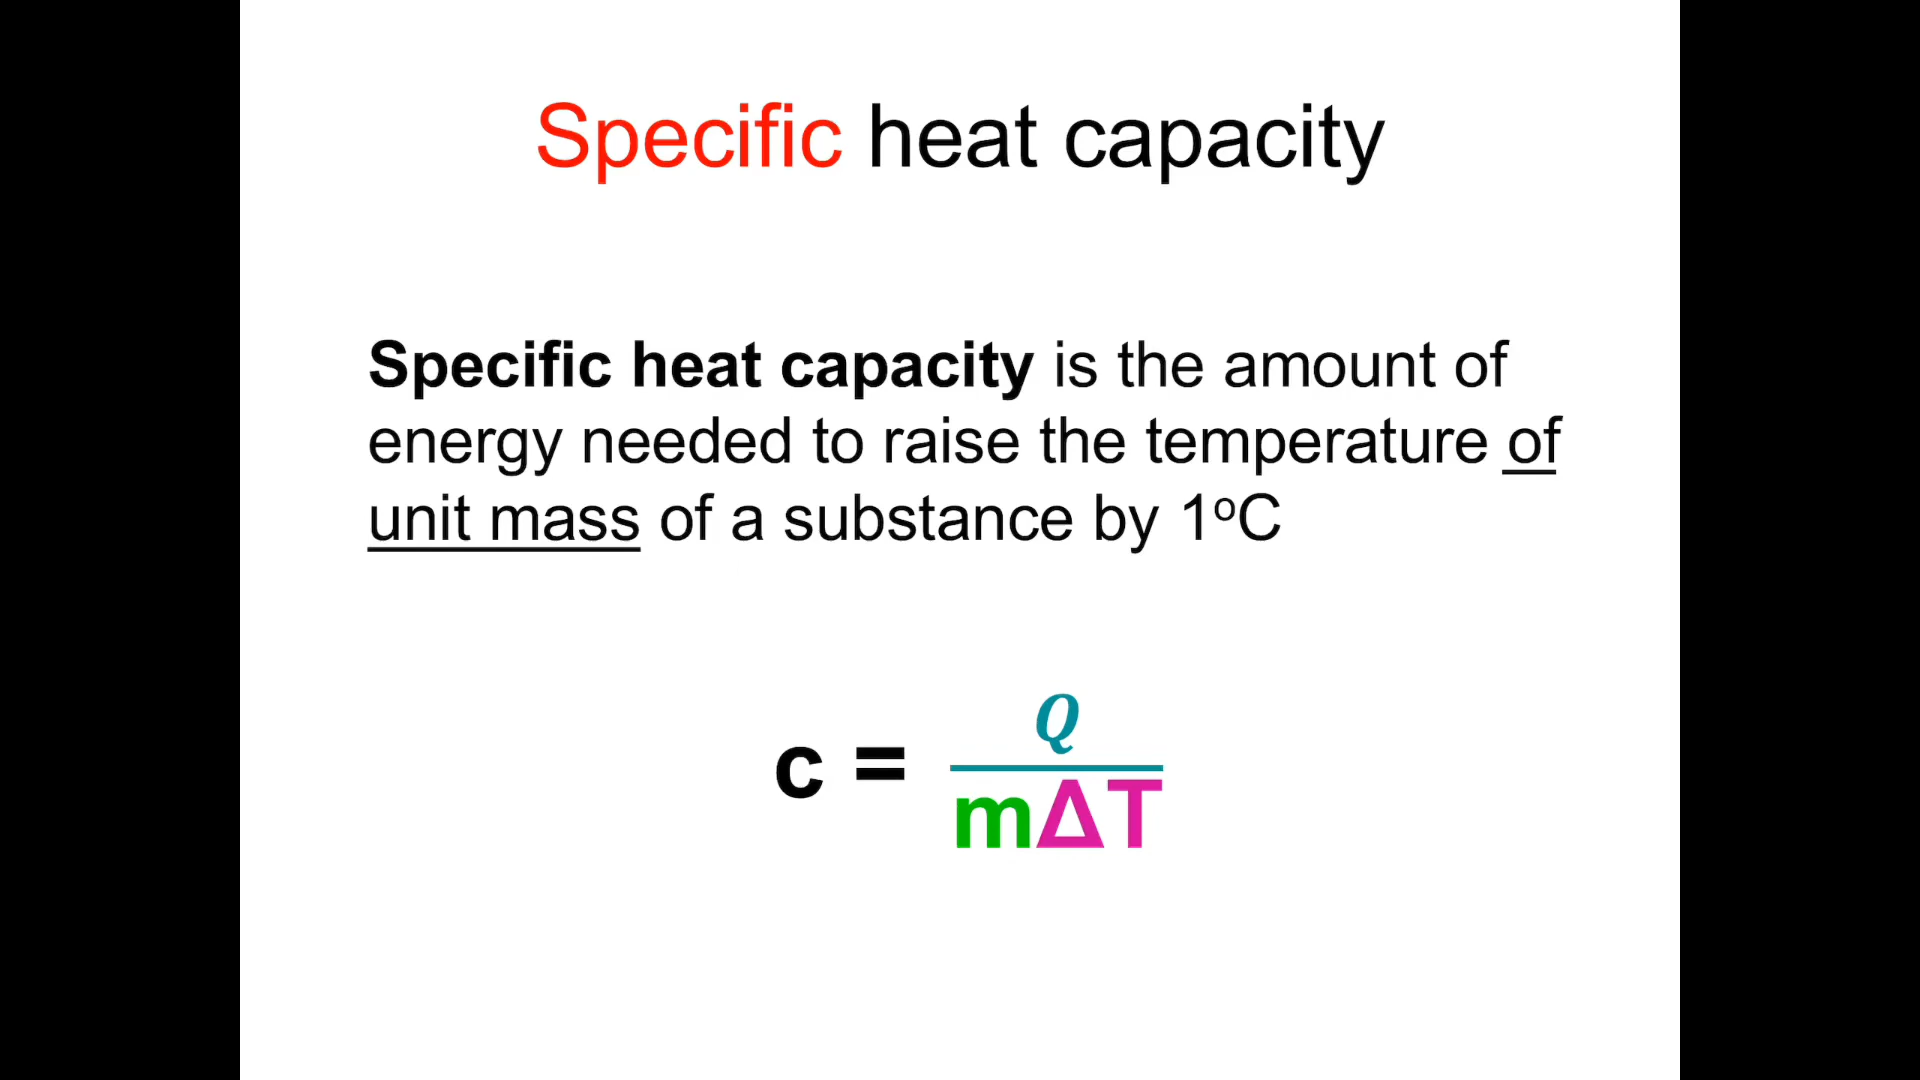 Specific heat capacity
Specific heat capacity is the amount of
energy needed to raise the temperature of
unit mass of a substance by 1ºC
c = Q
mΔT